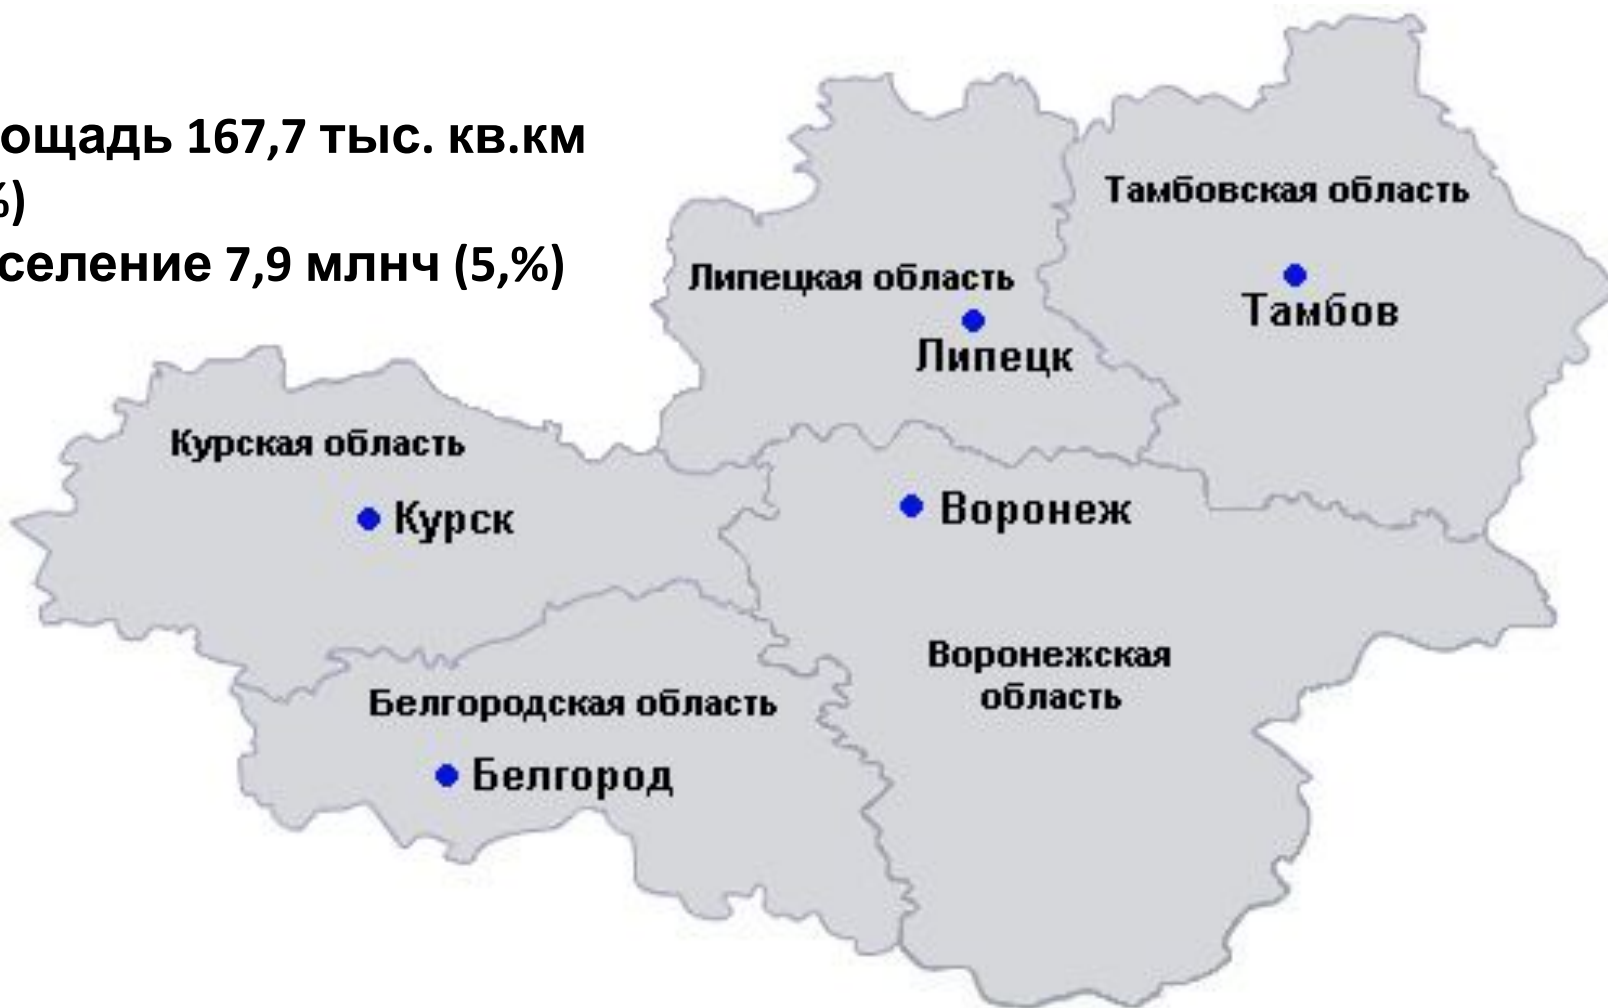 ощадь 167,7 тыс. кв.км
%)
селение 7,9 млнч (5,%)
Тамбовская область
Тамбов
Липецкая область
Липецк
Курская область
Курск
Воронеж
Воронежская
область
Белгородская область
Белгород